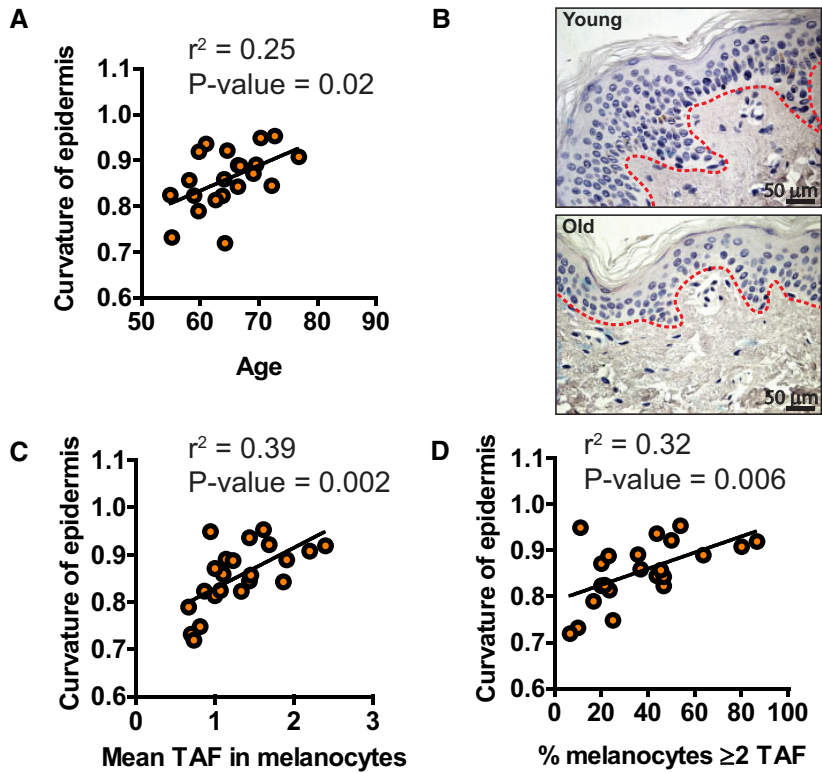 A
r² = 0.25
P-value = 0.02
Curvature of epidermis
1.1
1.0
0.9
0.8
0.7
0.6
50 60 70 80 90
Age
B
Young
50 µm
Old
50 µm
C
r² = 0.39
P-value = 0.002
Curvature of epidermis
1.1
1.0
0.9
0.8
0.7
0.6
0 1 2 3
Mean TAF in melanocytes
D
r² = 0.32
P-value = 0.006
Curvature of epidermis
1.1
1.0
0.9
0.8
0.7
0.6
0 20 40 60 80 100
% melanocytes ≥2 TAF